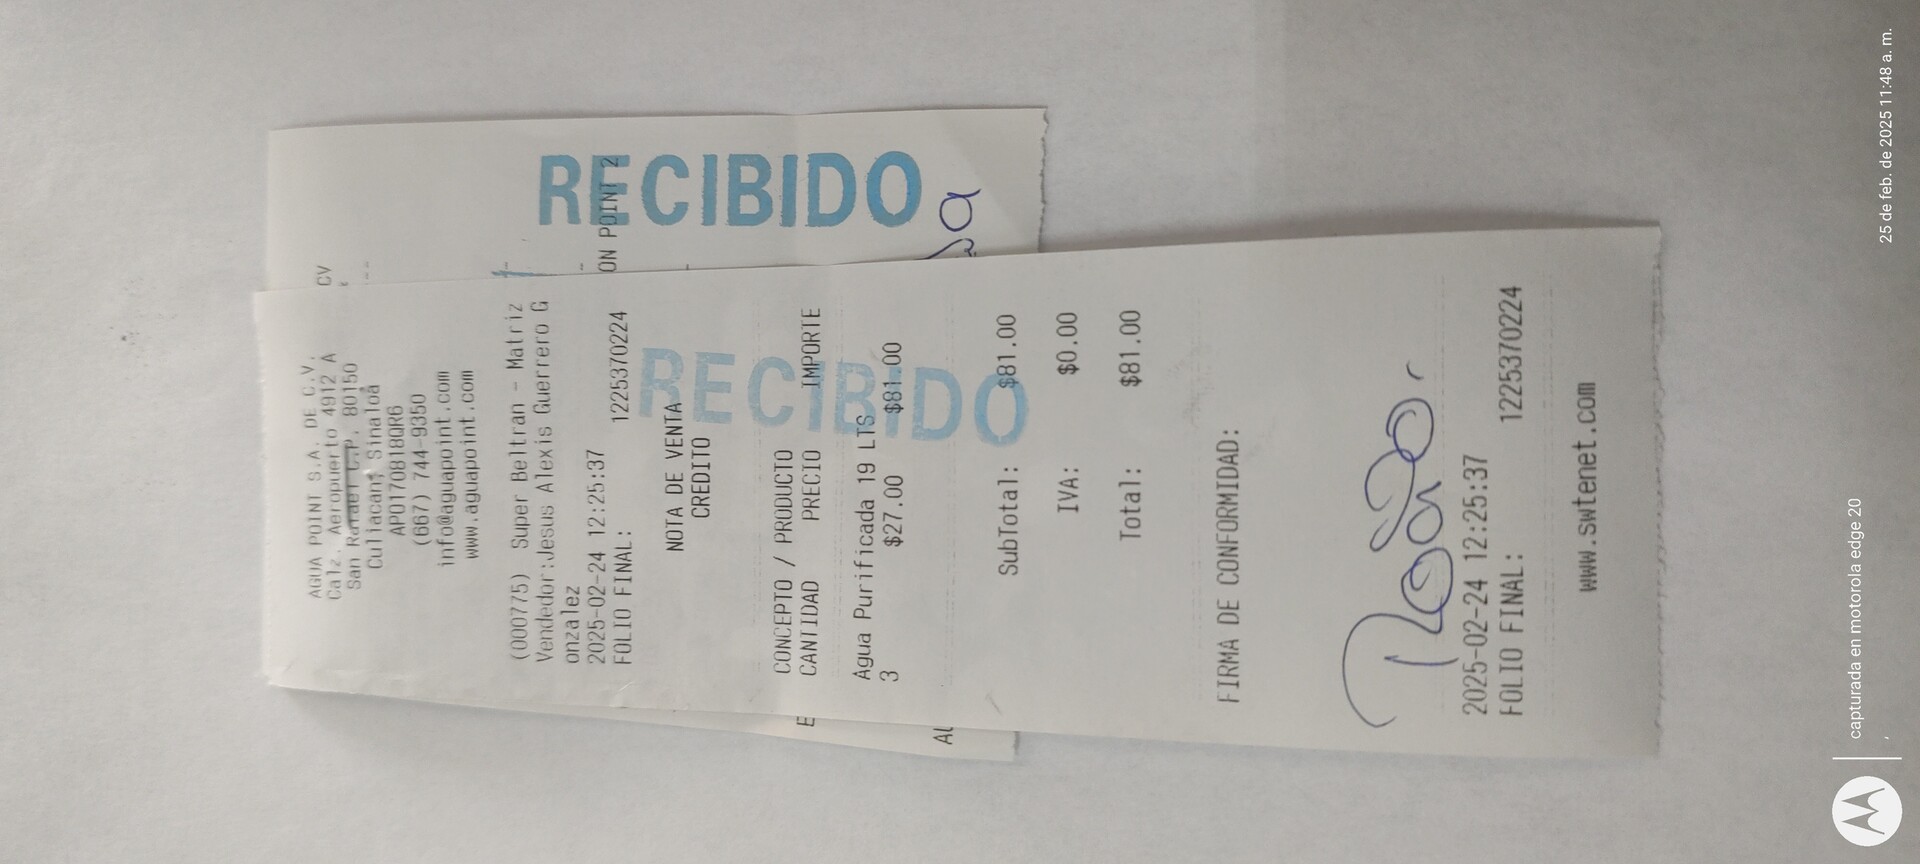 AGUA POINT S.A. DE C.V.
Calz. Aeropuerto 4912 A
San Rafael C.P. 80150
Culiacan, Sinaloa
APO170818QR6
(667) 744-9350
info@aguapoint.com
www.aguapoint.com
(000775) Super Beltran - Matriz
Vendedor:Jesus Alexis Guerrero G
onzalez
2025-02-24 12:25:37
FOLIO FINAL: 1225370224
NOTA DE VENTA
CREDITO
RECIBIDO
CONCEPTO / PRODUCTO
CANTIDAD PRECIO IMPORTE
Agua Purificada 19 LTS
3 $27.00 $81.00
SubTotal: $81.00
IVA: $0.00
Total: $81.00
FIRMA DE CONFORMIDAD:
2025-02-24 12:25:37
FOLIO FINAL: 1225370224
www.swtenet.com
CV
ON POINT 2
RECIBIDO
E
AL
capturada en motorola edge 20
25 de feb. de 2025 11:48 a. m.